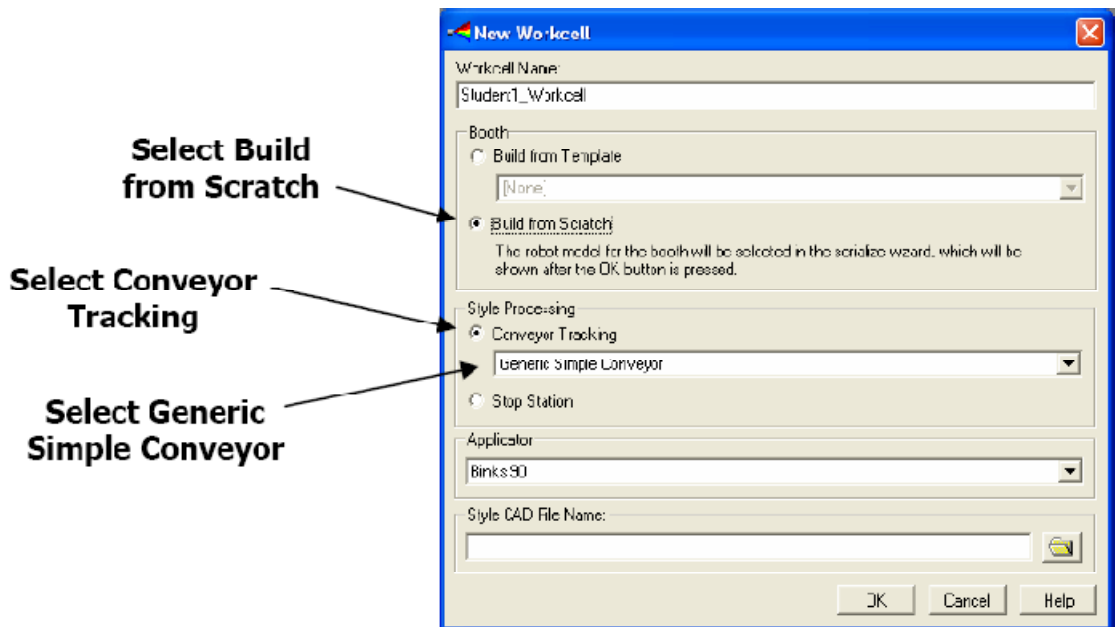 New Workcell
Workcell Name:
Student1_Workcell
Booth
Build from Template
[None]
Select Build
from Scratch
Build from Scratch
The robot model for the booth will be selected in the serialize wizard, which will be
shown after the OK button is pressed.
Select Conveyor
Tracking
Style Processing
Conveyor Tracking
Generic Simple Conveyor
Select Generic
Simple Conveyor
Stop Station
Applicator
Binks90
Style CAD File Name:
OK Cancel Help